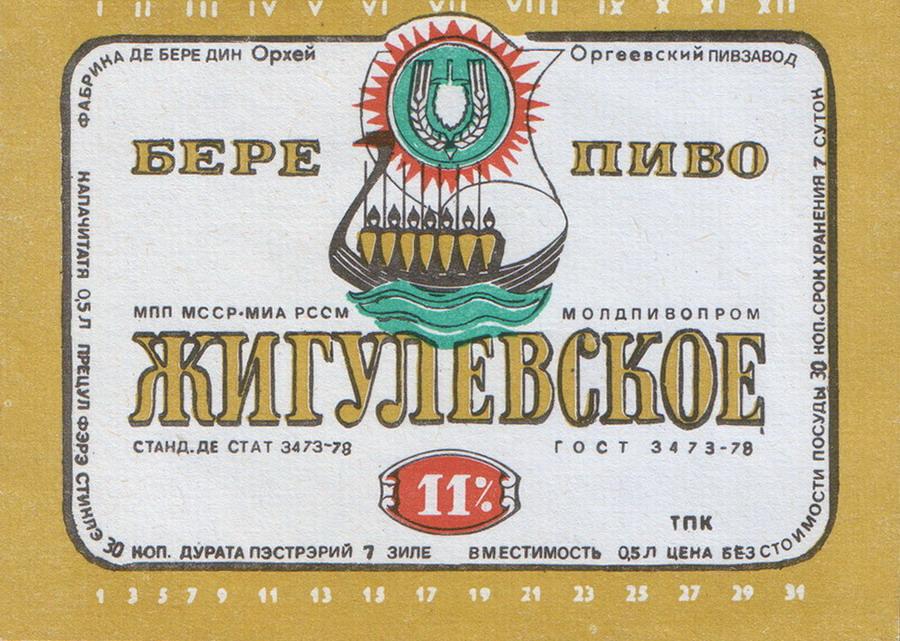 I II III IV V VI VII VIII IX X XI XII
ФАБРИКА ДЕ БЕРЕ ДИН Орхей
Оргеевский ПИВЗАВОД
БЕРЕ
ПИВО
МПП МССР·МИА РССМ
МОЛДПИВОПРОМ
ЖИГУЛЕВСКОЕ
СТАНД.ДЕ СТАТ 3473-78
ГОСТ 3473-78
11%
ТПК
КАПАЧИТАТЯ 0,5 Л ПРЕЦУЛ ФЭРЭ СТИКЛЭ 30 КОП. ДУРАТА ПЭСТРЭРИЙ 7 ЗИЛЕ
ВМЕСТИМОСТЬ 0,5 Л ЦЕНА БЕЗ СТОИМОСТИ ПОСУДЫ 30 КОП. СРОК ХРАНЕНИЯ 7 СУТОК
1 3 5 7 9 11 13 15 17 19 21 23 25 27 29 31